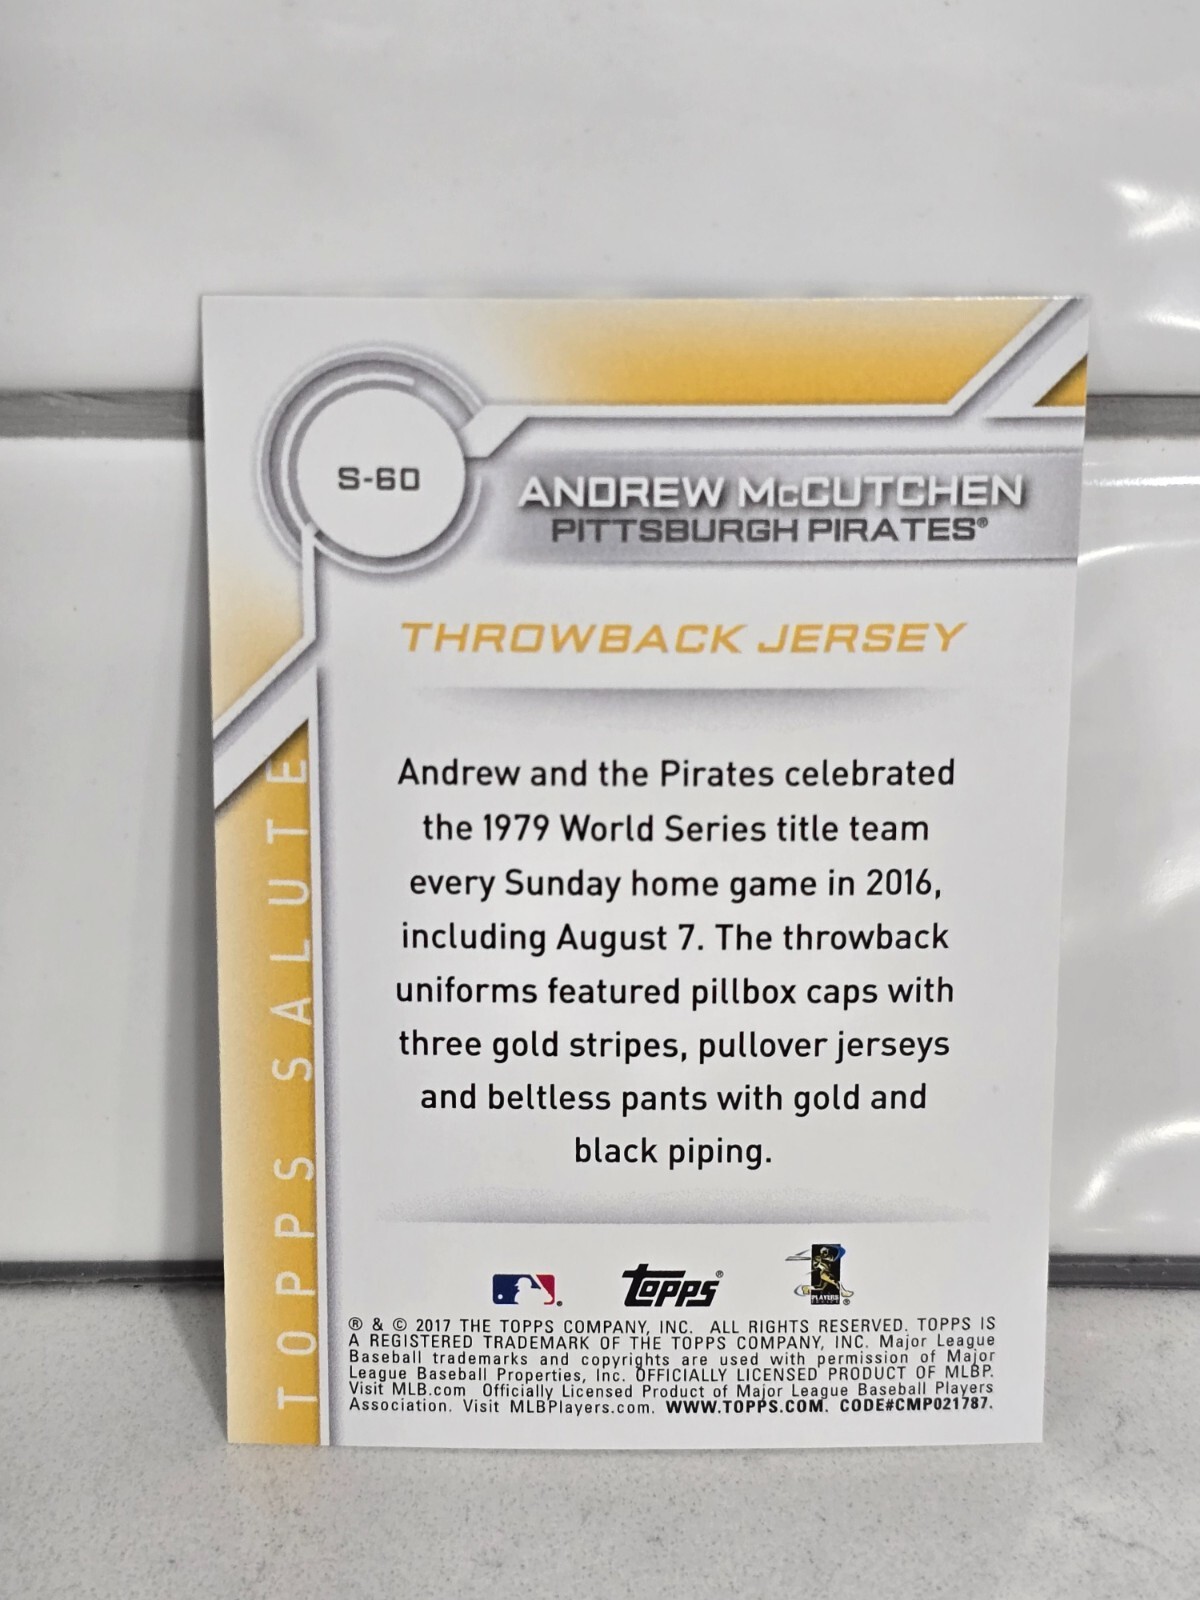 S-60
ANDREW McCUTCHEN
PITTSBURGH PIRATES®
THROWBACK JERSEY
TOPPS SALUTE
Andrew and the Pirates celebrated
the 1979 World Series title team
every Sunday home game in 2016,
including August 7. The throwback
uniforms featured pillbox caps with
three gold stripes, pullover jerseys
and beltless pants with gold and
black piping.
topps®
PLAYERS
® & © 2017 THE TOPPS COMPANY, INC. ALL RIGHTS RESERVED. TOPPS IS
A REGISTERED TRADEMARK OF THE TOPPS COMPANY, INC. Major League
Baseball trademarks and copyrights are used with permission of Major
League Baseball Properties, Inc. OFFICIALLY LICENSED PRODUCT OF MLBP.
Visit MLB.com Officially Licensed Product of Major League Baseball Players
Association. Visit MLBPlayers.com. WWW.TOPPS.COM. CODE#CMP021787.